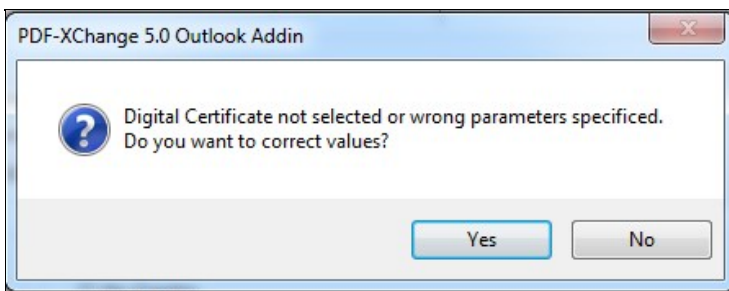 PDF-XChange 5.0 Outlook Addin
Digital Certificate not selected or wrong parameters specificed.
Do you want to correct values?
Yes No